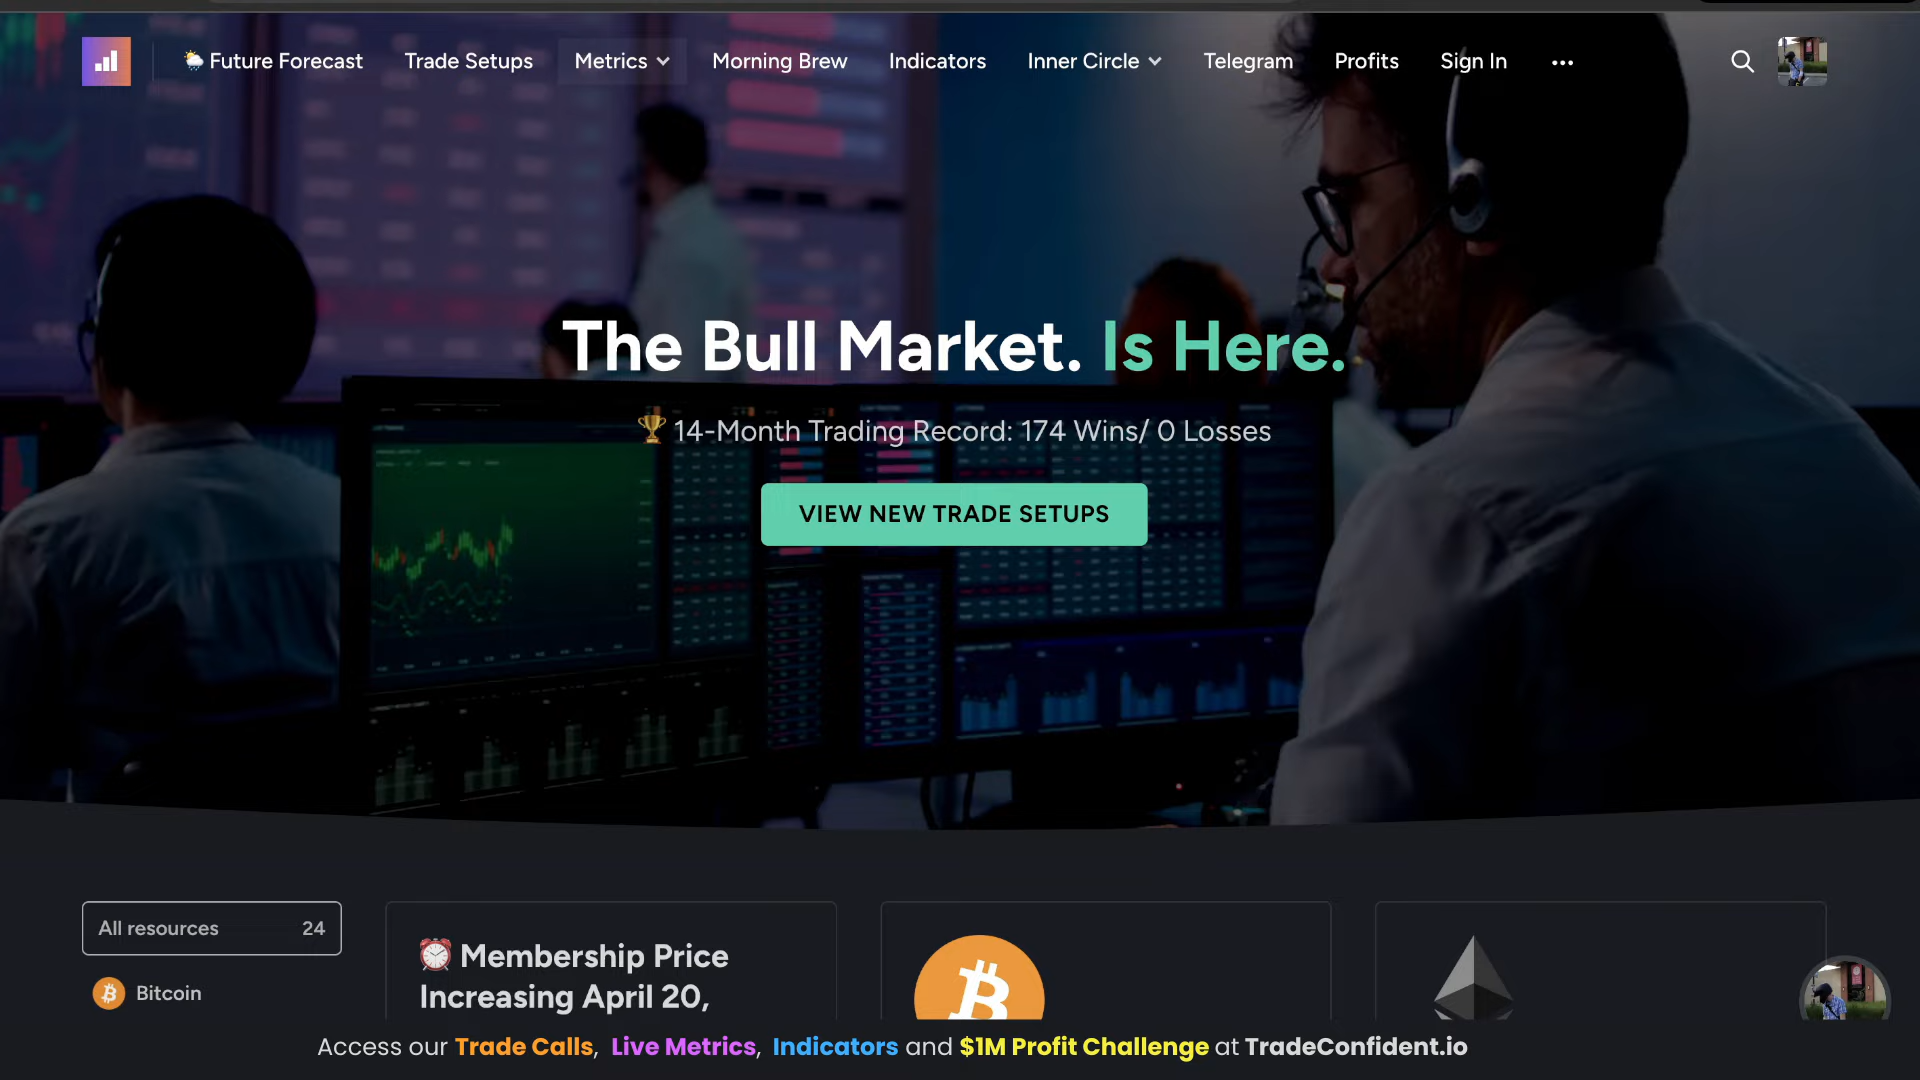 Future Forecast
Trade Setups
Metrics
Morning Brew
Indicators
Inner Circle
Telegram
Profits
Sign In
The Bull Market. Is Here.
14-Month Trading Record: 174 Wins/ 0 Losses
VIEW NEW TRADE SETUPS
All resources 24
Bitcoin
Membership Price
Increasing April 20,
Access our Trade Calls, Live Metrics, Indicators and $1M Profit Challenge at TradeConfident.io